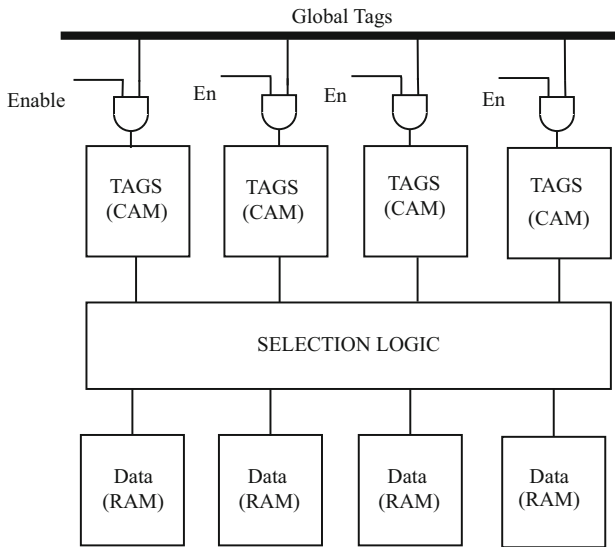 Global Tags
Enable
En
En
En
TAGS
(CAM)
TAGS
(CAM)
TAGS
(CAM)
TAGS
(CAM)
SELECTION LOGIC
Data
(RAM)
Data
(RAM)
Data
(RAM)
Data
(RAM)